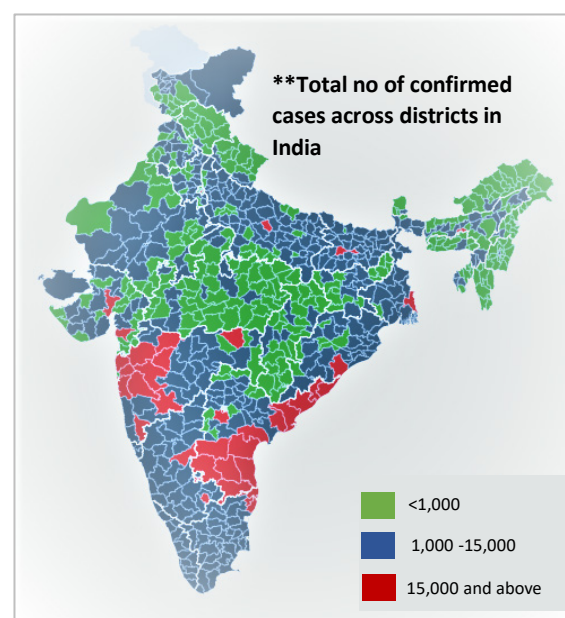 **Total no of confirmed
cases across districts in
India
<1,000
1,000 -15,000
15,000 and above